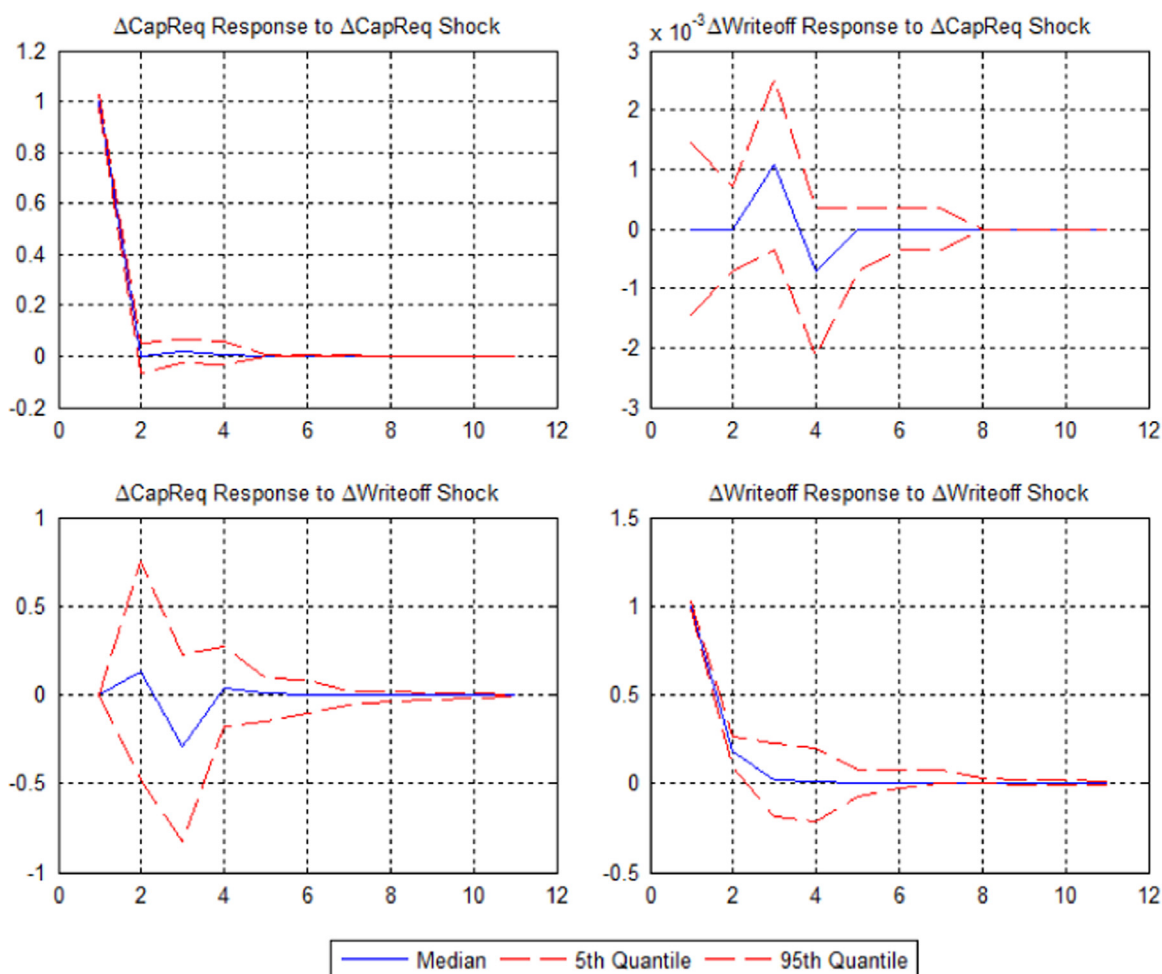 ΔCapReq Response to ΔCapReq Shock
1.2
1
0.8
0.6
0.4
0.2
0
-0.2
0 2 4 6 8 10 12
x 10⁻³ ΔWriteoff Response to ΔCapReq Shock
3
2
1
0
-1
-2
-3
0 2 4 6 8 10 12
ΔCapReq Response to ΔWriteoff Shock
1
0.5
0
-0.5
-1
0 2 4 6 8 10 12
ΔWriteoff Response to ΔWriteoff Shock
1.5
1
0.5
0
-0.5
0 2 4 6 8 10 12
Median 5th Quantile 95th Quantile